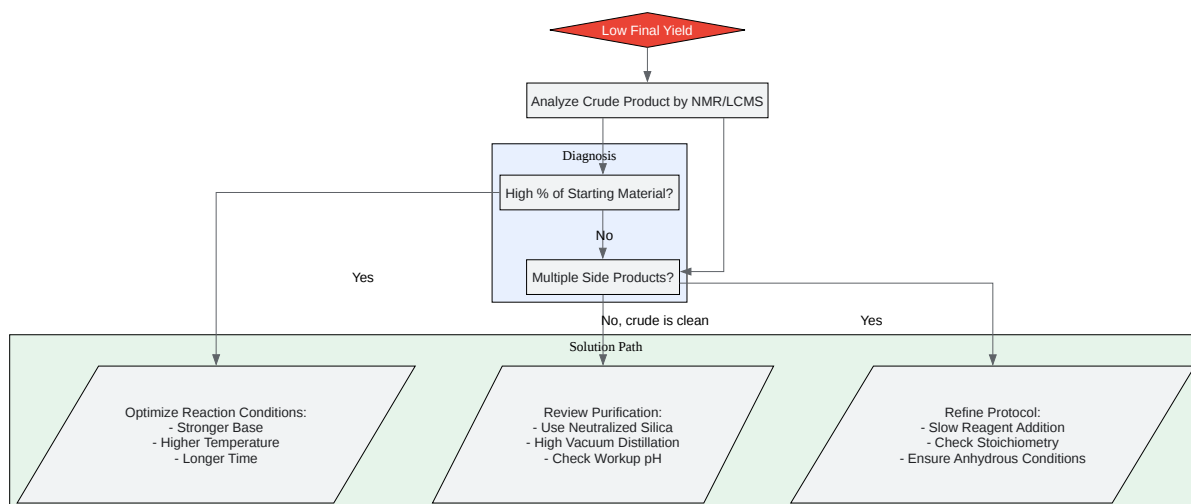 Low Final Yield
Analyze Crude Product by NMR/LCMS
Diagnosis
High % of Starting Material?
No
Multiple Side Products?
Yes
No, crude is clean
Yes
Solution Path
Optimize Reaction Conditions:
- Stronger Base
- Higher Temperature
- Longer Time
Review Purification:
- Use Neutralized Silica
- High Vacuum Distillation
- Check Workup pH
Refine Protocol:
- Slow Reagent Addition
- Check Stoichiometry
- Ensure Anhydrous Conditions